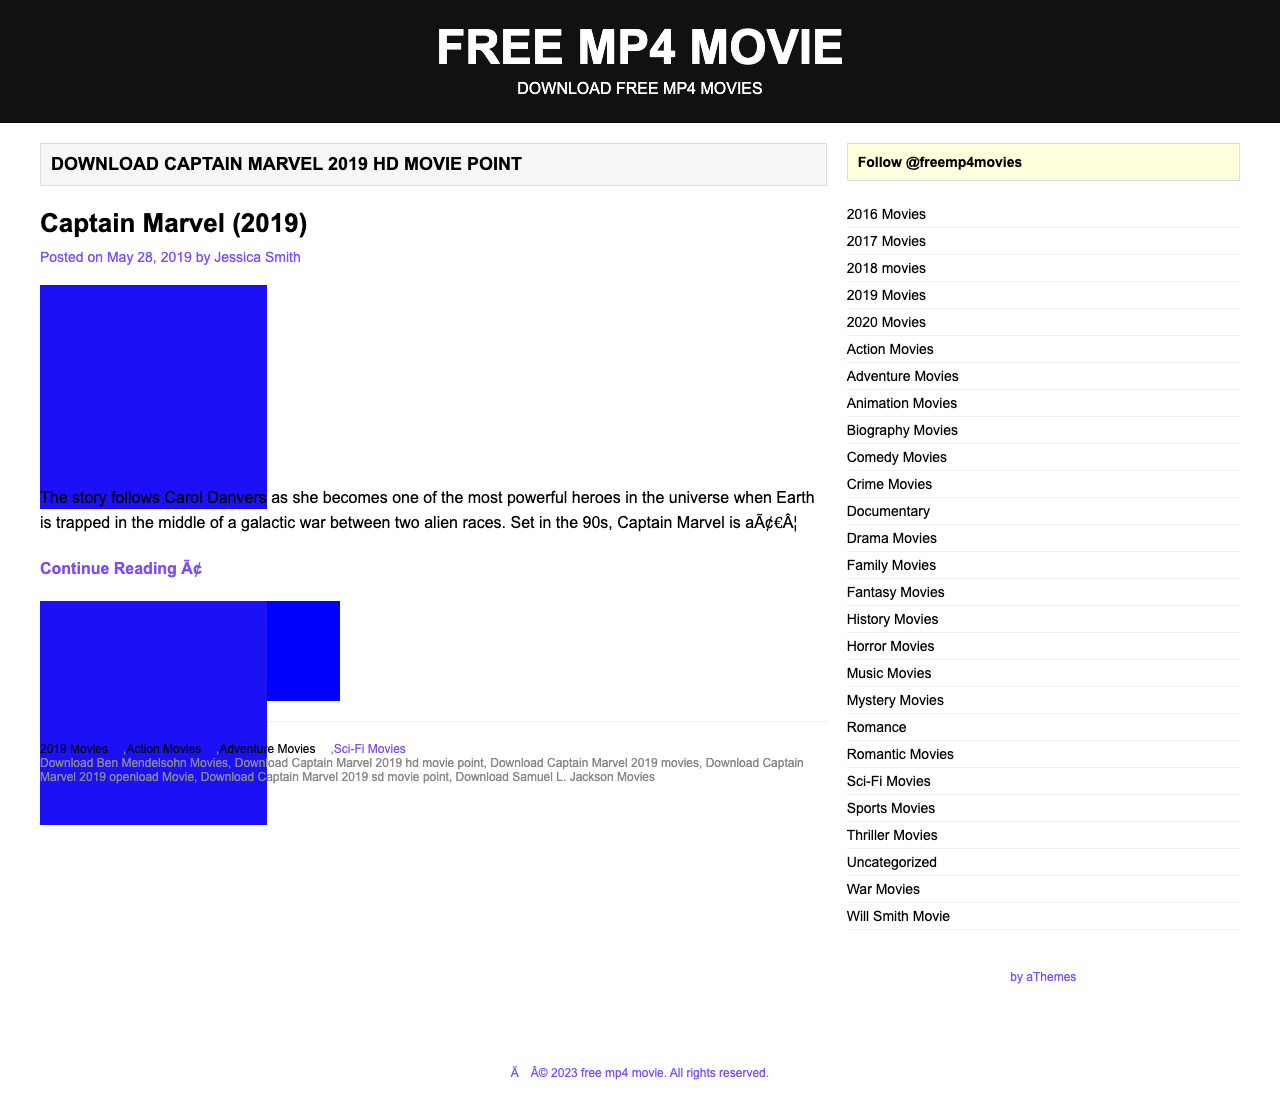 FREE MP4 MOVIE
DOWNLOAD FREE MP4 MOVIES
DOWNLOAD CAPTAIN MARVEL 2019 HD MOVIE POINT
Captain Marvel (2019)
Posted on May 28, 2019 by Jessica Smith
The story follows Carol Danvers as she becomes one of the most powerful heroes in the universe when Earth
is trapped in the middle of a galactic war between two alien races. Set in the 90s, Captain Marvel is aÃ¢€Â¦
Continue Reading Ã¢
2019 Movies ,Action Movies ,Adventure Movies ,Sci-Fi Movies
Download Ben Mendelsohn Movies, Download Captain Marvel 2019 hd movie point, Download Captain Marvel 2019 movies, Download Captain
Marvel 2019 openload Movie, Download Captain Marvel 2019 sd movie point, Download Samuel L. Jackson Movies
Follow @freemp4movies
2016 Movies
2017 Movies
2018 movies
2019 Movies
2020 Movies
Action Movies
Adventure Movies
Animation Movies
Biography Movies
Comedy Movies
Crime Movies
Documentary
Drama Movies
Family Movies
Fantasy Movies
History Movies
Horror Movies
Music Movies
Mystery Movies
Romance
Romantic Movies
Sci-Fi Movies
Sports Movies
Thriller Movies
Uncategorized
War Movies
Will Smith Movie
by aThemes
Ã Â© 2023 free mp4 movie. All rights reserved.